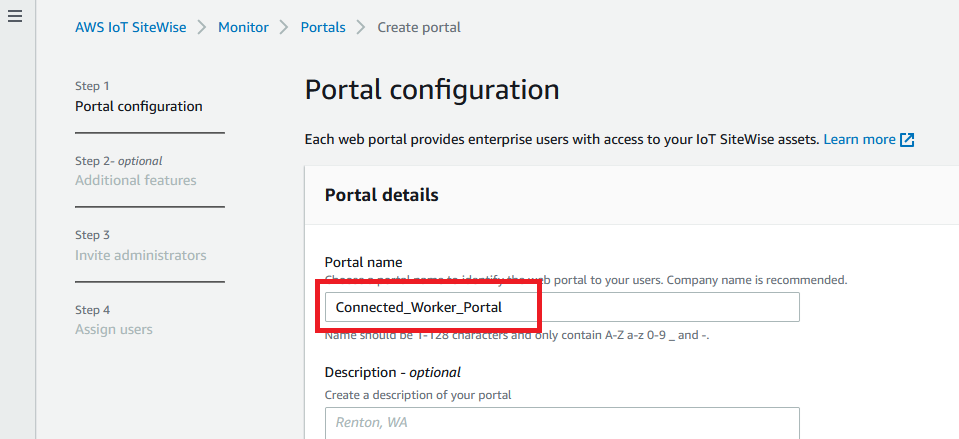 AWS IoT SiteWise > Monitor > Portals > Create portal
Step 1
Portal configuration
Step 2- optional
Additional features
Step 3
Invite administrators
Step 4
Assign users
Portal configuration
Each web portal provides enterprise users with access to your IoT SiteWise assets. Learn more
Portal details
Portal name
Choose a portal name to identify the web portal to your users. Company name is recommended.
Connected_Worker_Portal
Name should be 1-128 characters and only contain A-Z a-z 0-9 _ and -.
Description - optional
Create a description of your portal
Renton, WA